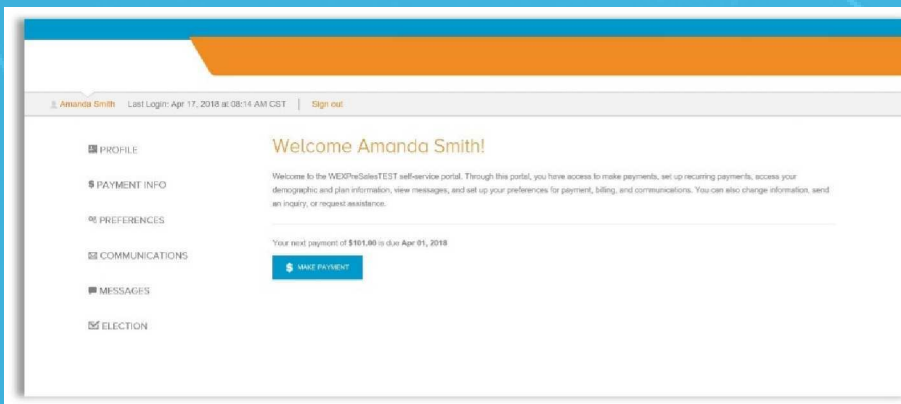 Amanda Smith Last Login: Apr 17, 2018 at 08:14 AM CST | Sign out
PROFILE
$ PAYMENT INFO
PREFERENCES
COMMUNICATIONS
MESSAGES
ELECTION
Welcome Amanda Smith!
Welcome to the WEXPreSalesTEST self-service portal. Through this portal, you have access to make payments, set up recurring payments, access your
demographic and plan information, view messages, and set up your preferences for payment, billing, and communications. You can also change information, send
an inquiry, or request assistance.
Your next payment of $101.00 is due Apr 01, 2018
$ MAKE PAYMENT